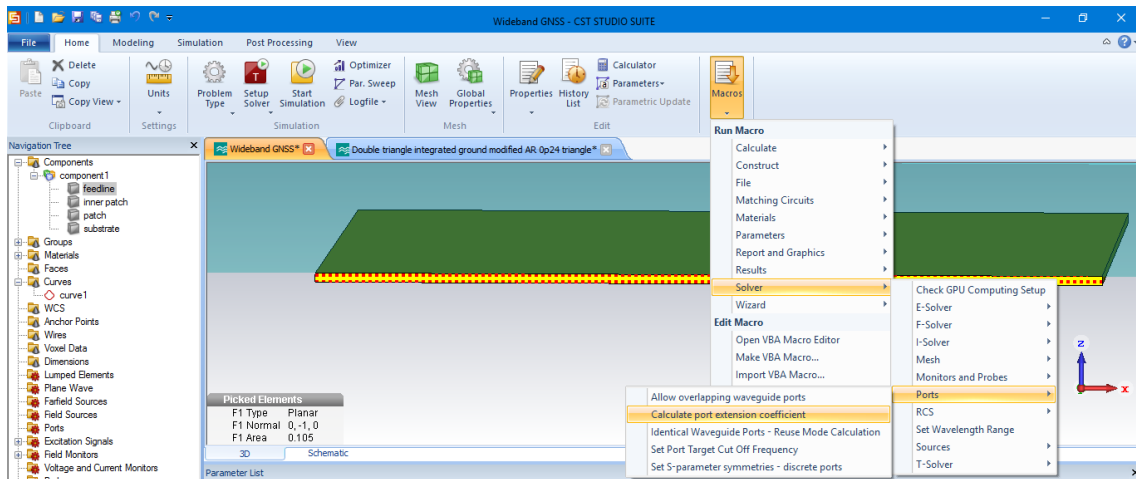 Wideband GNSS - CST STUDIO SUITE
File Home Modeling Simulation Post Processing View
Paste
Delete
Copy
Copy View
Clipboard
Units
Settings
Problem Type
Setup Solver
Start Simulation
Optimizer
Par. Sweep
Logfile
Simulation
Mesh View
Global Properties
Mesh
Properties
History List
Calculator
Parameters
Parametric Update
Edit
Macros
Navigation Tree
Wideband GNSS*
Double triangle integrated ground modified AR 0p24 triangle*
Components
component1
feedline
inner patch
patch
substrate
Groups
Materials
Faces
Curves
curve1
WCS
Anchor Points
Wires
Voxel Data
Dimensions
Lumped Elements
Plane Wave
Farfield Sources
Field Sources
Ports
Excitation Signals
Field Monitors
Voltage and Current Monitors
Run Macro
Calculate
Construct
File
Matching Circuits
Materials
Parameters
Report and Graphics
Results
Solver
Wizard
Edit Macro
Open VBA Macro Editor
Make VBA Macro...
Import VBA Macro...
Check GPU Computing Setup
E-Solver
F-Solver
I-Solver
Mesh
Monitors and Probes
Ports
RCS
Set Wavelength Range
Sources
T-Solver
Allow overlapping waveguide ports
Calculate port extension coefficient
Identical Waveguide Ports - Reuse Mode Calculation
Set Port Target Cut Off Frequency
Set S-parameter symmetries - discrete ports
Picked Elements
F1 Type Planar
F1 Normal 0, -1, 0
F1 Area 0.105
z
x
3D Schematic
Parameter List